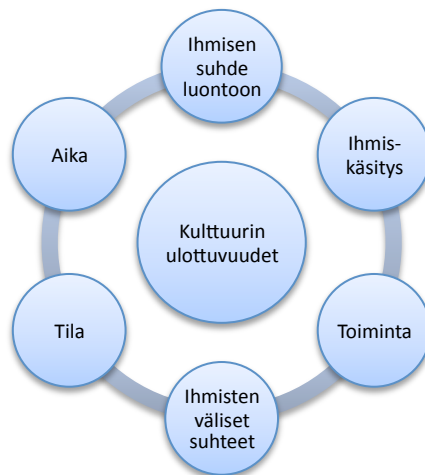 Ihmisen
suhde
luontoon
Ihmis-
käsitys
Toiminta
Ihmisten
väliset
suhteet
Tila
Aika
Kulttuurin
ulottuvuudet